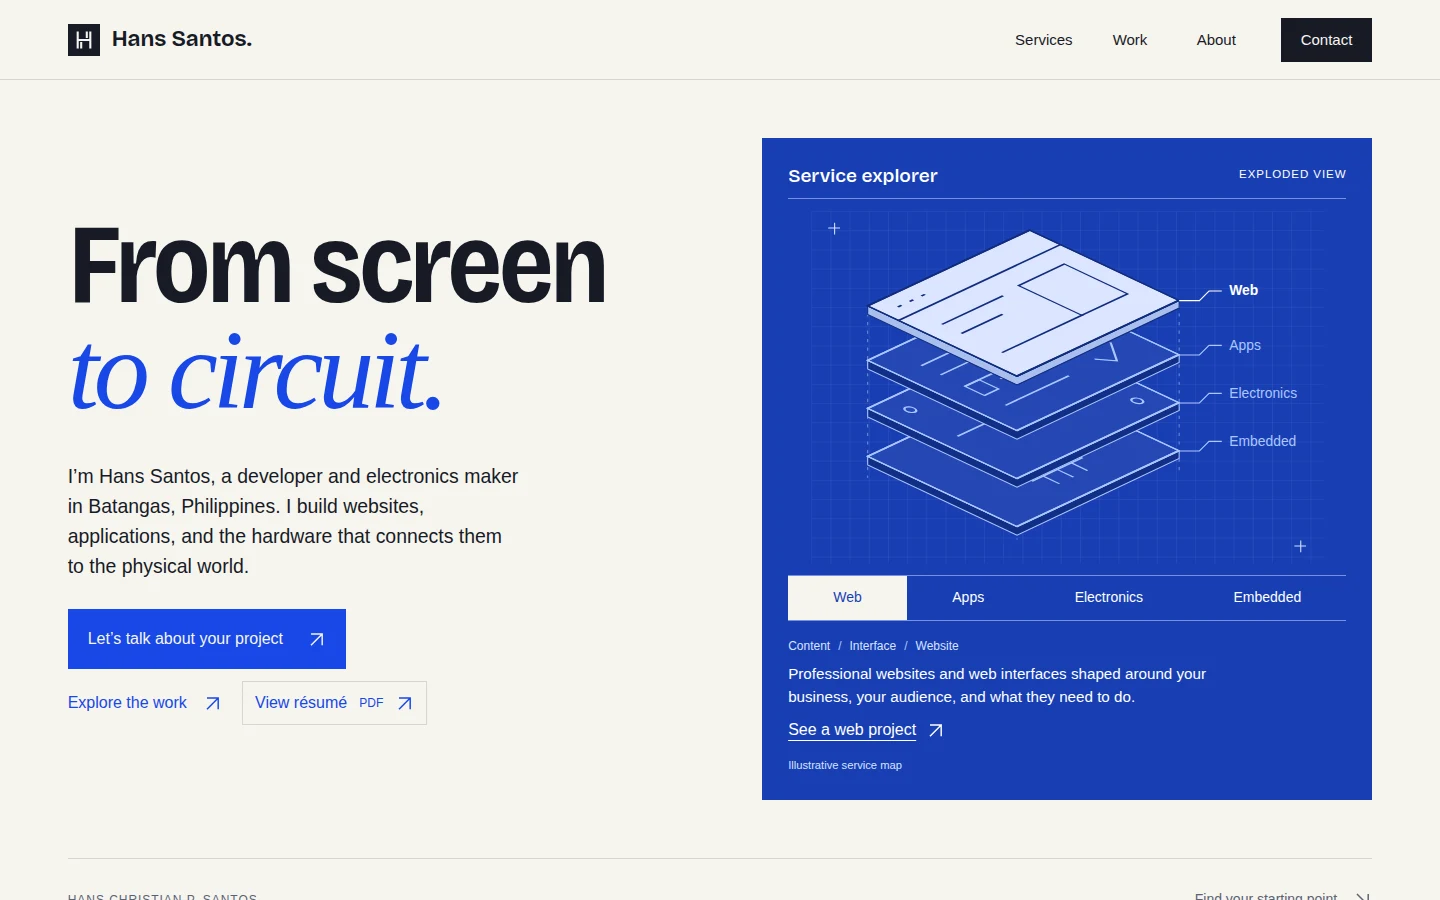 Hans Santos.
Services
Work
About
Contact
From screen
to circuit.
I’m Hans Santos, a developer and electronics maker
in Batangas, Philippines. I build websites,
applications, and the hardware that connects them
to the physical world.
Let’s talk about your project
Explore the work
View résumé PDF
Service explorer
EXPLODED VIEW
Web
Apps
Electronics
Embedded
Web
Apps
Electronics
Embedded
Content / Interface / Website
Professional websites and web interfaces shaped around your
business, your audience, and what they need to do.
See a web project
Illustrative service map
HANS CHRISTIAN P. SANTOS
Find your starting point